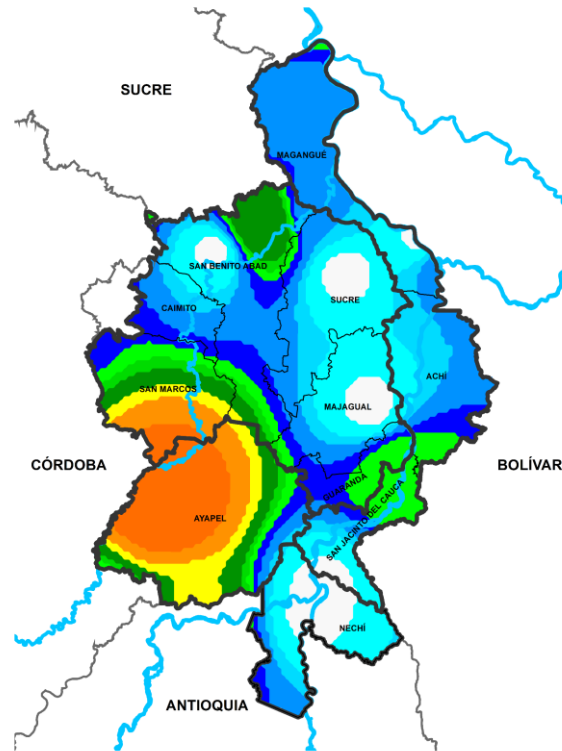 SUCRE
MAGANGUÉ
SAN BENITO ABAD
CAIMITO
SUCRE
ACHÍ
SAN MARCOS
MAJAGUAL
CÓRDOBA
BOLÍVAR
GUARANDA
AYAPEL
SAN JACINTO DEL CAUCA
NECHÍ
ANTIOQUIA